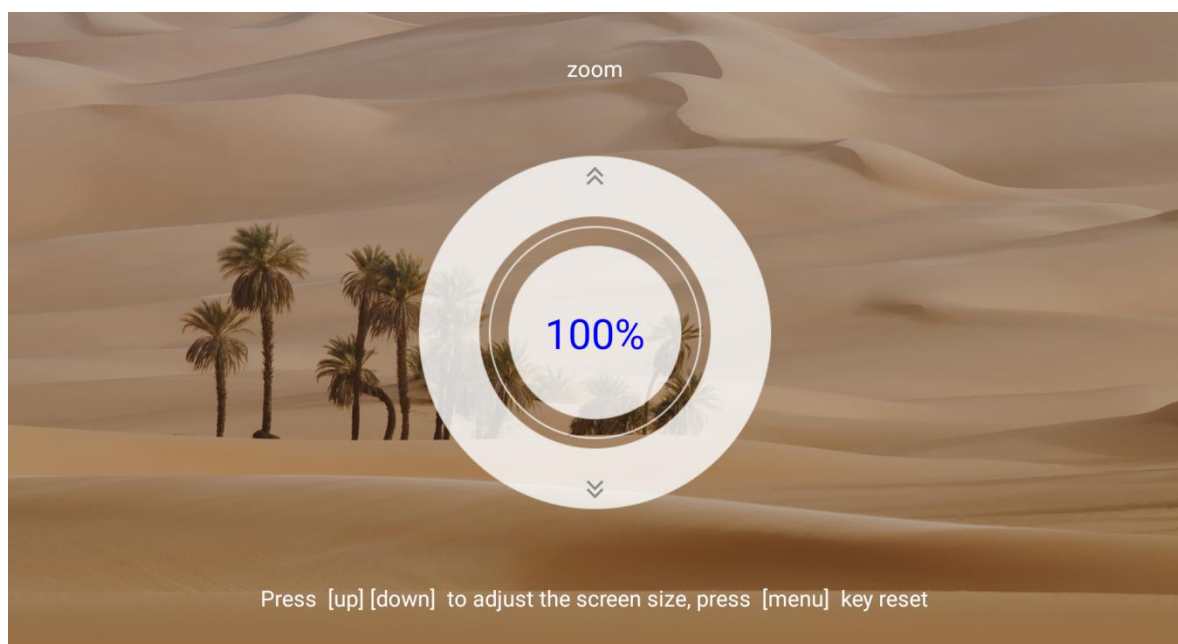 zoom
100%
Press [up] [down] to adjust the screen size, press [menu] key reset